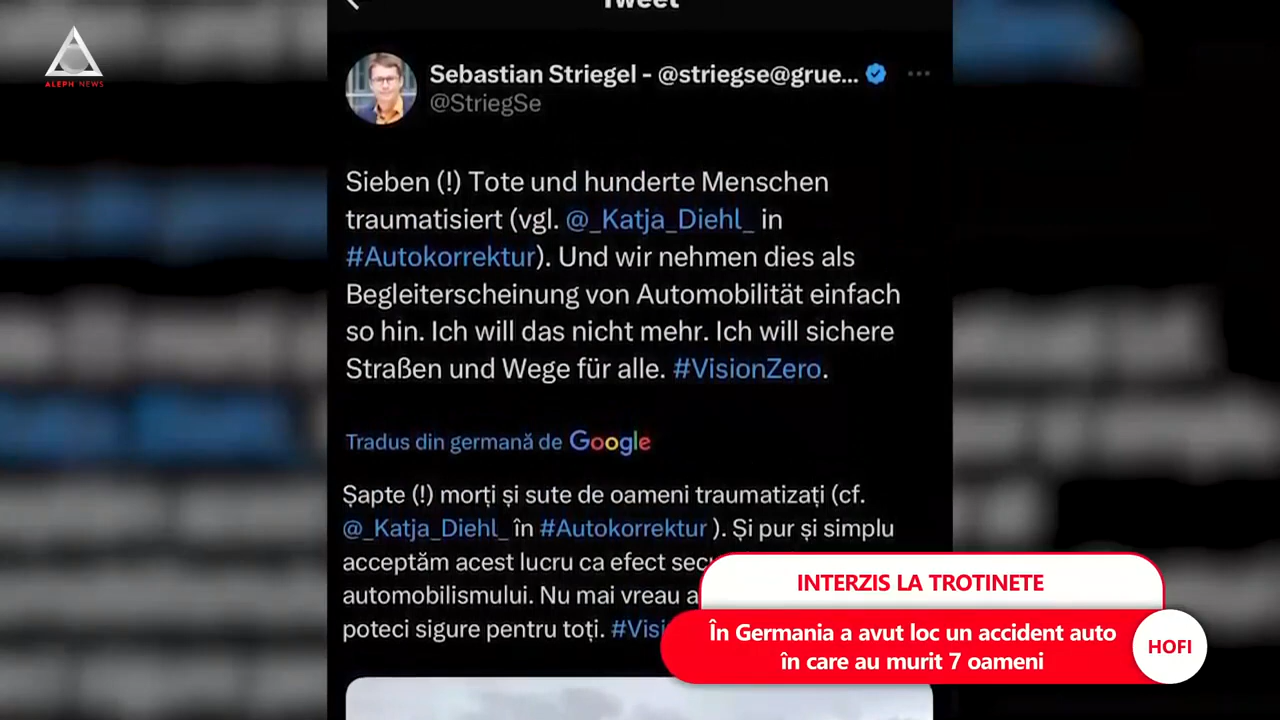 Tweet
ALEPH NEWS
Sebastian Striegel - @striegse@grue...
@StriegSe
Sieben (!) Tote und hunderte Menschen
traumatisiert (vgl. @_Katja_Diehl_ in
#Autokorrektur). Und wir nehmen dies als
Begleiterscheinung von Automobilität einfach
so hin. Ich will das nicht mehr. Ich will sichere
Straßen und Wege für alle. #VisionZero.
Tradus din germană de Google
Șapte (!) morți și sute de oameni traumatizați (cf.
@_Katja_Diehl_ în #Autokorrektur ). Și pur și simplu
acceptăm acest lucru ca efect
automobilismului. Nu mai vreau
poteci sigure pentru toți.
INTERZIS LA TROTINETE
În Germania a avut loc un accident auto
în care au murit 7 oameni
HOFI